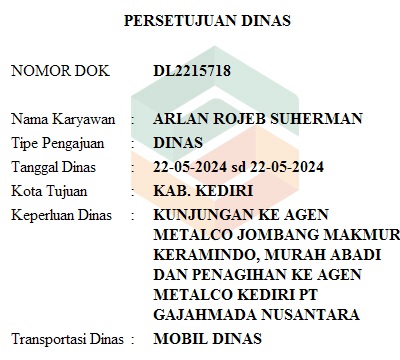 PERSETUJUAN DINAS
NOMOR DOK DL2215718
Nama Karyawan : ARLAN ROJEB SUHERMAN
Tipe Pengajuan : DINAS
Tanggal Dinas : 22-05-2024 sd 22-05-2024
Kota Tujuan : KAB. KEDIRI
Keperluan Dinas : KUNJUNGAN KE AGEN
METALCO JOMBANG MAKMUR
KERAMINDO, MURAH ABADI
DAN PENAGIHAN KE AGEN
METALCO KEDIRI PT
GAJAHMADA NUSANTARA
Transportasi Dinas : MOBIL DINAS